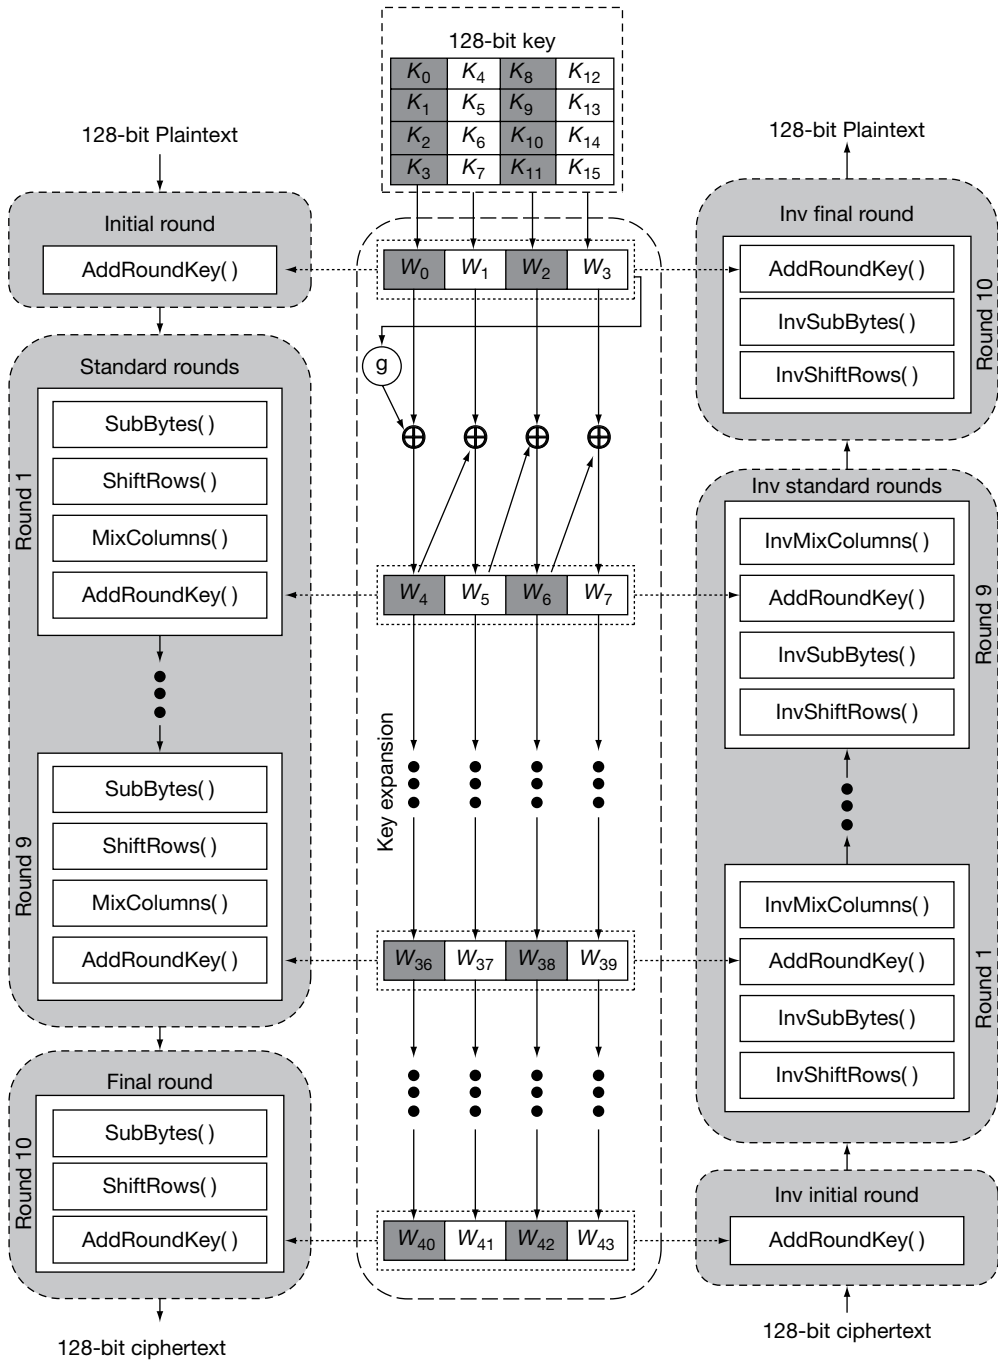 128-bit key
K0 K4 K8 K12
K1 K5 K9 K13
K2 K6 K10 K14
K3 K7 K11 K15
128-bit Plaintext
Initial round
AddRoundKey( )
Standard rounds
Round 1
SubBytes( )
ShiftRows( )
MixColumns( )
AddRoundKey( )
Round 9
SubBytes( )
ShiftRows( )
MixColumns( )
AddRoundKey( )
Final round
Round 10
SubBytes( )
ShiftRows( )
AddRoundKey( )
128-bit ciphertext
W0 W1 W2 W3
g
W4 W5 W6 W7
Key expansion
W36 W37 W38 W39
W40 W41 W42 W43
128-bit Plaintext
Inv final round
AddRoundKey( )
InvSubBytes( )
InvShiftRows( )
Round 10
Inv standard rounds
InvMixColumns( )
AddRoundKey( )
InvSubBytes( )
InvShiftRows( )
Round 9
InvMixColumns( )
AddRoundKey( )
InvSubBytes( )
InvShiftRows( )
Round 1
Inv initial round
AddRoundKey( )
128-bit ciphertext